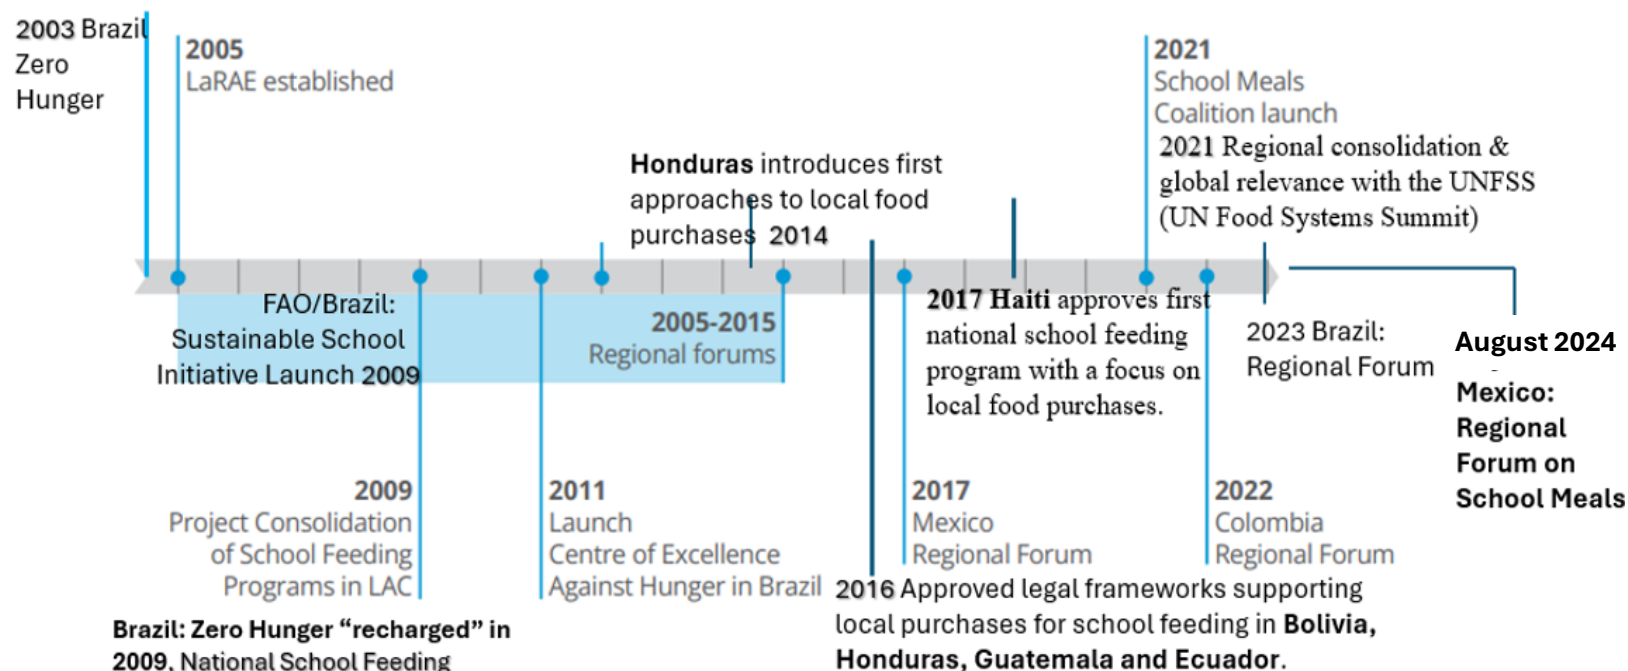 2003 Brazil
Zero
Hunger
2005
LaRAE established
Honduras introduces first
approaches to local food
purchases 2014
2021
School Meals
Coalition launch
2021 Regional consolidation &
global relevance with the UNFSS
(UN Food Systems Summit)
FAO/Brazil:
Sustainable School
Initiative Launch 2009
2005-2015
Regional forums
2017 Haiti approves first
national school feeding
program with a focus on
local food purchases.
2023 Brazil:
Regional Forum
August 2024
-
Mexico:
Regional
Forum on
School Meals
2009
Project Consolidation
of School Feeding
Programs in LAC
2011
Launch
Centre of Excellence
Against Hunger in Brazil
2017
Mexico
Regional Forum
2022
Colombia
Regional Forum
Brazil: Zero Hunger “recharged” in
2009, National School Feeding
2016 Approved legal frameworks supporting
local purchases for school feeding in Bolivia,
Honduras, Guatemala and Ecuador.